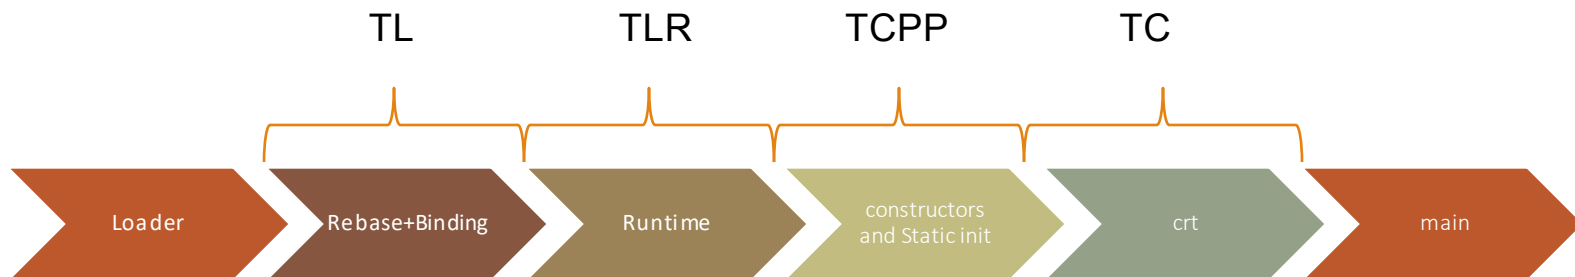 TL
TLR
TCPP
TC
Loader
Rebase+Binding
Runtime
constructors
and Static init
crt
main